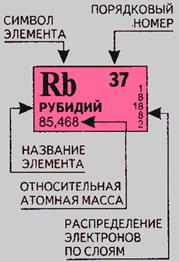 СИМВОЛ
ЭЛЕМЕНТА
ПОРЯДКОВЫЙ
НОМЕР
Rb
37
РУБИДИЙ
85,468
1
8
18
8
2
НАЗВАНИЕ
ЭЛЕМЕНТА
ОТНОСИТЕЛЬНАЯ
АТОМНАЯ МАССА
РАСПРЕДЕЛЕНИЕ
ЭЛЕКТРОНОВ
ПО СЛОЯМ